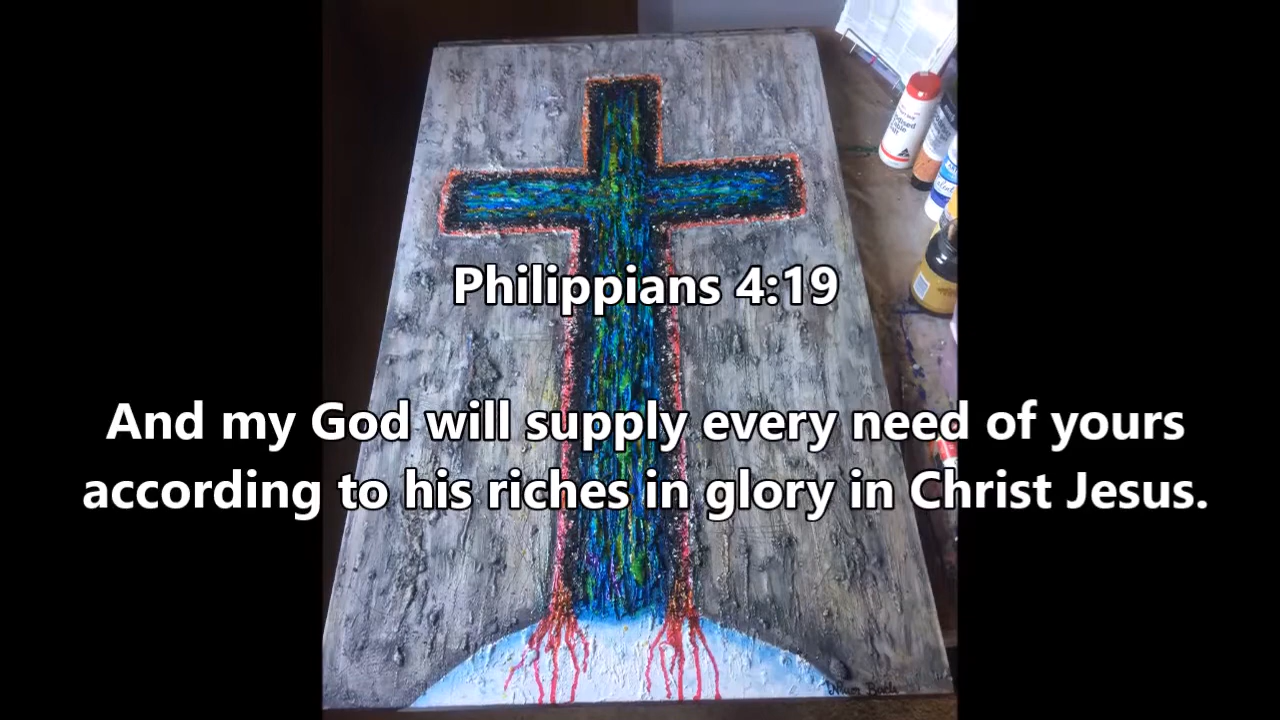 Philippians 4:19
And my God will supply every need of yours
according to his riches in glory in Christ Jesus.